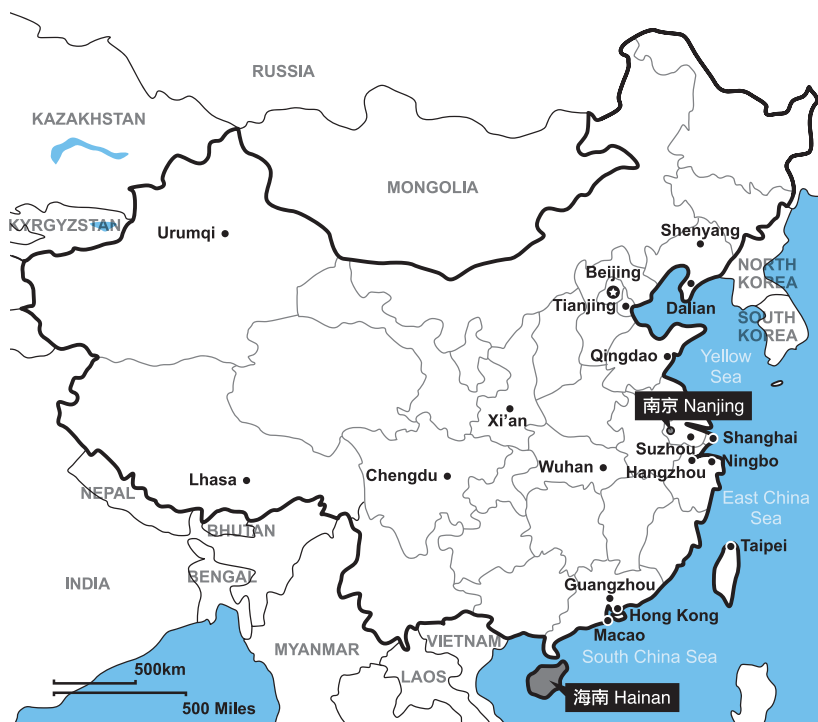 RUSSIA
KAZAKHSTAN
MONGOLIA
KYRGYZSTAN
Urumqi
Shenyang
Beijing
NORTH
KOREA
Tianjing
Dalian
SOUTH
KOREA
Qingdao
Yellow
Sea
南京 Nanjing
Xi'an
Suzhou
Shanghai
Lhasa
Chengdu
Wuhan
Hangzhou
Ningbo
NEPAL
East China
Sea
BHUTAN
Taipei
INDIA
BENGAL
Guangzhou
Hong Kong
Macao
MYANMAR
VIETNAM
South China Sea
LAOS
500km
500 Miles
海南 Hainan